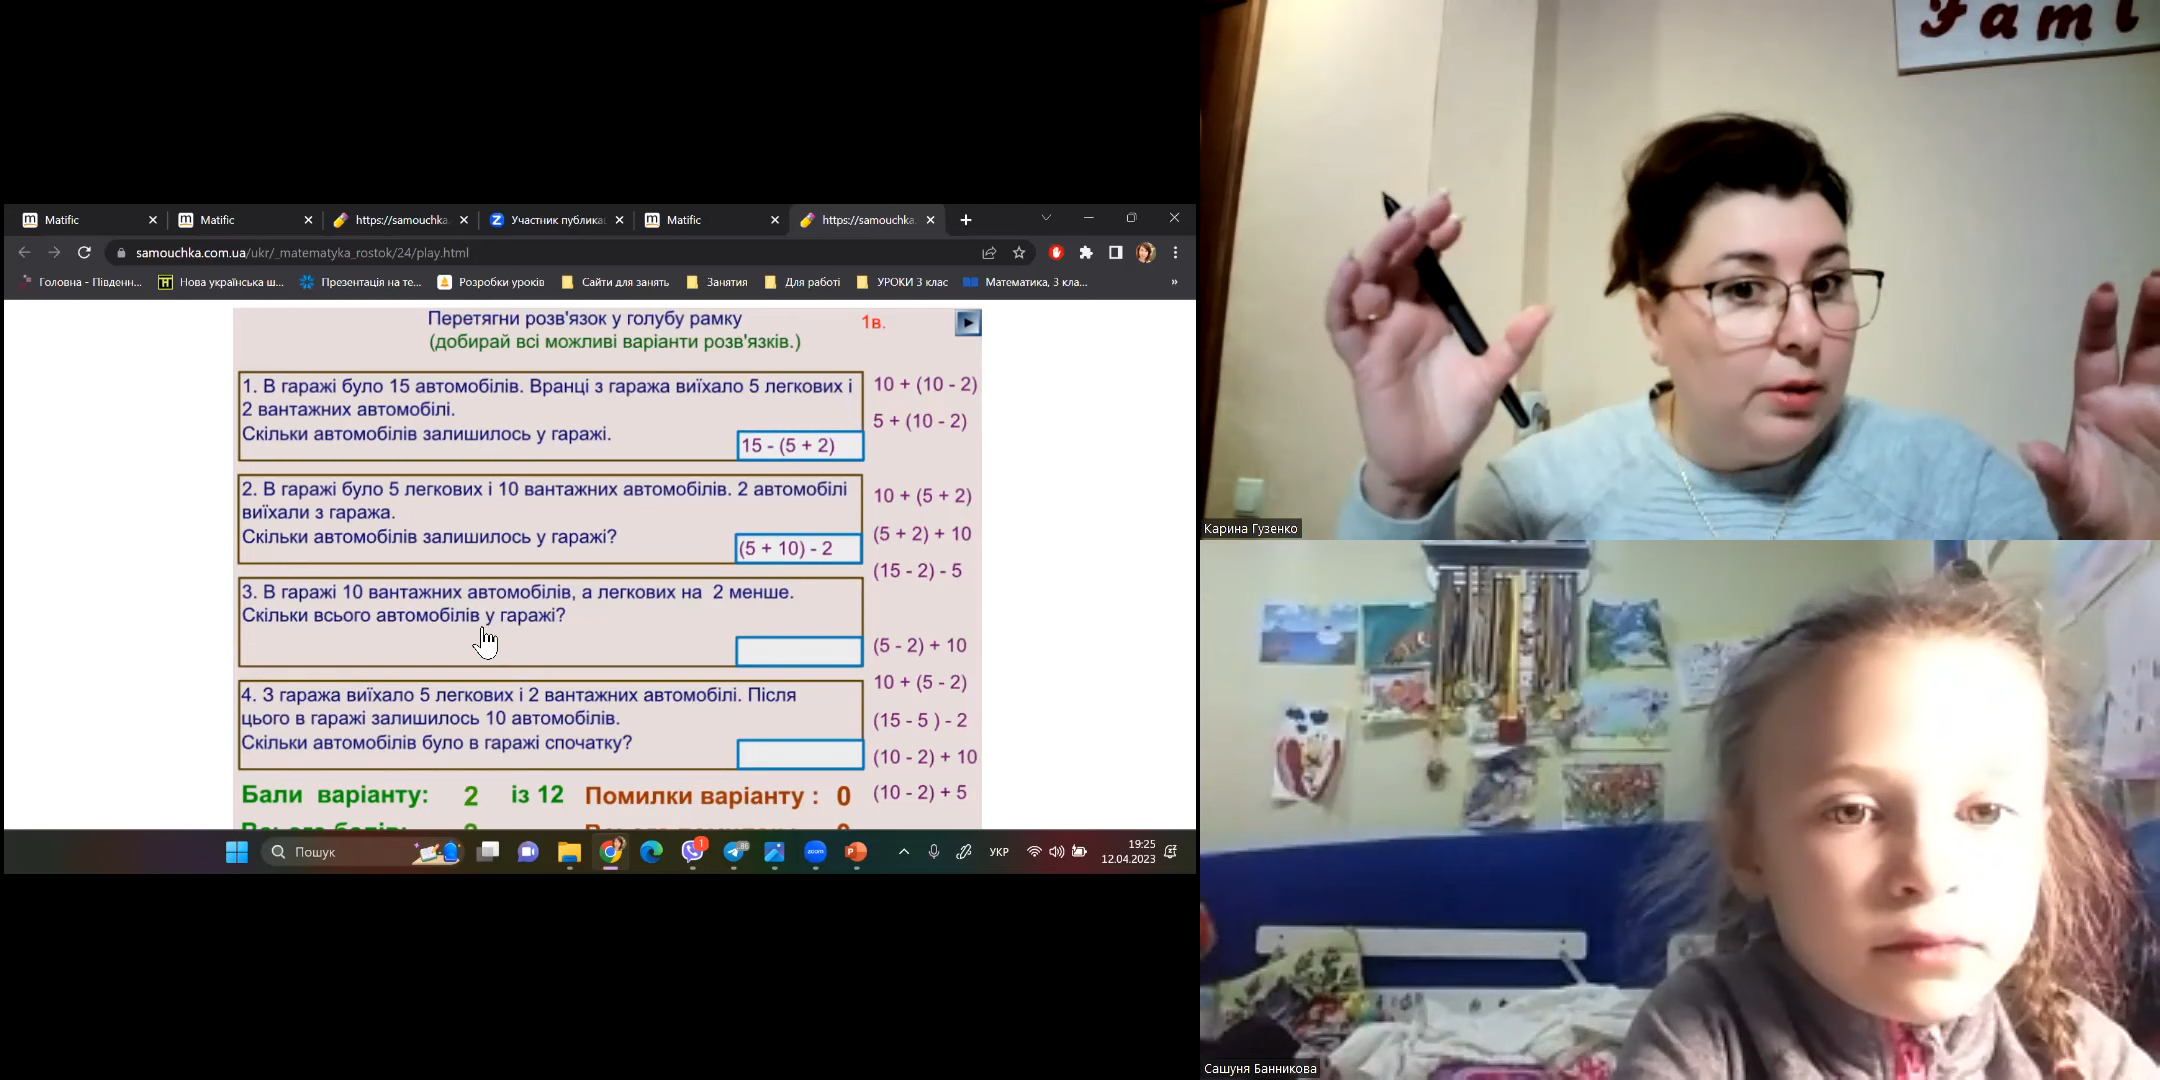 Matific
Matific
https://samouchka.
Участник публика
Matific
https://samouchka.
samouchka.com.ua/ukr/_matematyka_rostok/24/play.html
Головна - Південн...
Нова українська ш...
Презентація на те...
Розробки уроків
Сайти для занять
Занятия
Для работі
УРОКИ 3 клас
Математика, 3 кла...
»
Перетягни розв'язок у голубу рамку
1в.
(добирай всі можливі варіанти розв'язків.)
1. В гаражі було 15 автомобілів. Вранці з гаража виїхало 5 легкових і
2 вантажних автомобілі.
Скільки автомобілів залишилось у гаражі.
15 - (5 + 2)
2. В гаражі було 5 легкових і 10 вантажних автомобілів. 2 автомобілі
виїхали з гаража.
Скільки автомобілів залишилось у гаражі?
(5 + 10) - 2
3. В гаражі 10 вантажних автомобілів, а легкових на 2 менше.
Скільки всього автомобілів у гаражі?
4. З гаража виїхало 5 легкових і 2 вантажних автомобілі. Після
цього в гаражі залишилось 10 автомобілів.
Скільки автомобілів було в гаражі спочатку?
10 + (10 - 2)
5 + (10 - 2)
10 + (5 + 2)
(5 + 2) + 10
(15 - 2) - 5
(5 - 2) + 10
10 + (5 - 2)
(15 - 5 ) - 2
(10 - 2) + 10
(10 - 2) + 5
Бали варіанту: 2 із 12 Помилки варіанту : 0
Пошук
zoom
1
86
УКР
19:25
12.04.2023
Fami
Карина Гузенко
Сашуня Банникова